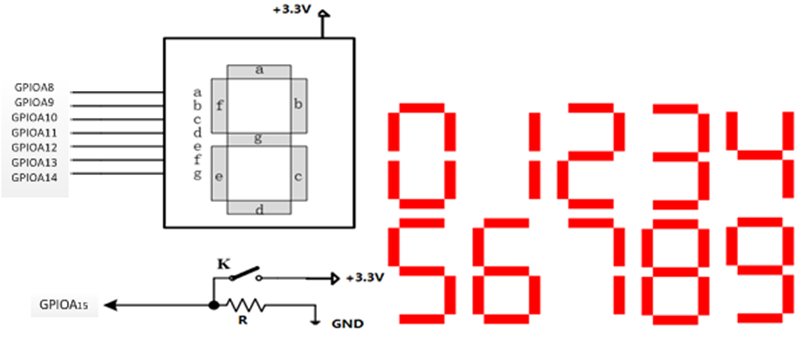 +3.3V
GPIOA8
GPIOA9
GPIOA10
GPIOA11
GPIOA12
GPIOA13
GPIOA14
a
b
c
d
e
f
g
a
f
b
g
e
c
d
0 1 2 3 4
5 6 7 8 9
K
+3.3V
GPIOA15
R
GND